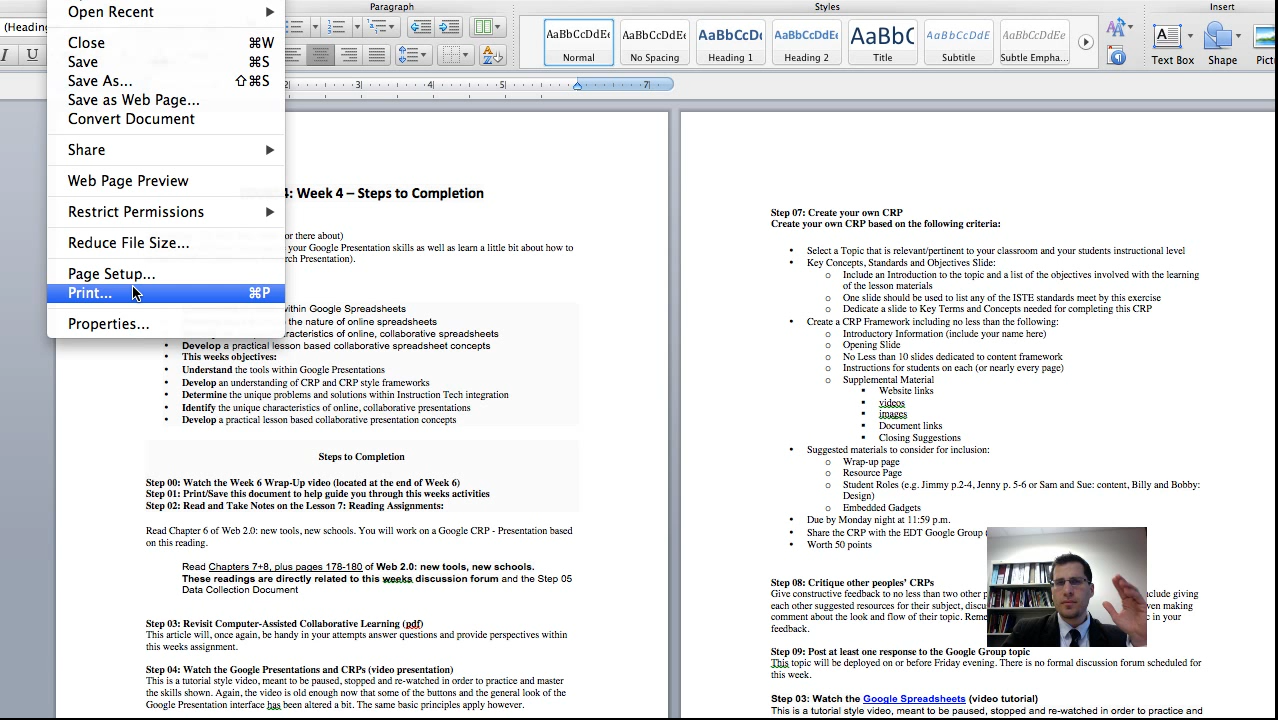 Paragraph
Styles
Insert
(Heading
Open Recent
Close ⌘W
Save ⌘S
Save As... ⇧⌘S
Save as Web Page...
Convert Document
Share
Web Page Preview
Restrict Permissions
Reduce File Size...
Page Setup...
Print... ⌘P
Properties...
AaBbCcDdEe
Normal
AaBbCcDdEe
No Spacing
AaBbCcDc
Heading 1
AaBbCcDdEe
Heading 2
AaBbC
Title
AaBbCcDdE
Subtitle
AaBbCcDdEe
Subtle Empha...
Text Box
Shape
2 3 4 5 7
4: Week 4 – Steps to Completion
or there about)
your Google Presentation skills as well as learn a little bit about how to
rch Presentation).
within Google Spreadsheets
the nature of online spreadsheets
characteristics of online, collaborative spreadsheets
• Develop a practical lesson based collaborative spreadsheet concepts
• This weeks objectives:
• Understand the tools within Google Presentations
• Develop an understanding of CRP and CRP style frameworks
• Determine the unique problems and solutions within Instruction Tech integration
• Identify the unique characteristics of online, collaborative presentations
• Develop a practical lesson based collaborative presentation concepts
Steps to Completion
Step 00: Watch the Week 6 Wrap-Up video (located at the end of Week 6)
Step 01: Print/Save this document to help guide you through this weeks activities
Step 02: Read and Take Notes on the Lesson 7: Reading Assignments:
Read Chapter 6 of Web 2.0: new tools, new schools. You will work on a Google CRP - Presentation based
on this reading.
Read Chapters 7+8, plus pages 178-180 of Web 2.0: new tools, new schools.
These readings are directly related to this weeks discussion forum and the Step 05
Data Collection Document
Step 03: Revisit Computer-Assisted Collaborative Learning (pdf)
This article will, once again, be handy in your attempts answer questions and provide perspectives within
this weeks assignment.
Step 04: Watch the Google Presentations and CRPs (video presentation)
This is a tutorial style video, meant to be paused, stopped and re-watched in order to practice and master
the skills shown. Again, the video is old enough now that some of the buttons and the general look of the
Google Presentation interface has been altered a bit. The same basic principles apply however.
Step 07: Create your own CRP
Create your own CRP based on the following criteria:
• Select a Topic that is relevant/pertinent to your classroom and your students instructional level
• Key Concepts, Standards and Objectives Slide:
o Include an Introduction to the topic and a list of the objectives involved with the learning
of the lesson materials
o One slide should be used to list any of the ISTE standards meet by this exercise
o Dedicate a slide to Key Terms and Concepts needed for completing this CRP
• Create a CRP Framework including no less than the following:
o Introductory Information (include your name here)
o Opening Slide
o No Less than 10 slides dedicated to content framework
o Instructions for students on each (or nearly every page)
o Supplemental Material
▪ Website links
▪ videos
▪ images
▪ Document links
▪ Closing Suggestions
• Suggested materials to consider for inclusion:
o Wrap-up page
o Resource Page
o Student Roles (e.g. Jimmy p.2-4, Jenny p. 5-6 or Sam and Sue: content, Billy and Bobby:
Design)
o Embedded Gadgets
• Due by Monday night at 11:59 p.m.
• Share the CRP with the EDT Google Group
• Worth 50 points
Step 08: Critique other peoples' CRPs
Give constructive feedback to no less than two other p clude giving
each other suggested resources for their subject, discu ven making
comment about the look and flow of their topic. Reme in your
feedback.
Step 09: Post at least one response to the Google Group topic
This topic will be deployed on or before Friday evening. There is no formal discussion forum scheduled for
this week.
Step 03: Watch the Google Spreadsheets (video tutorial)
This is a tutorial style video, meant to be paused, stopped and re-watched in order to practice and